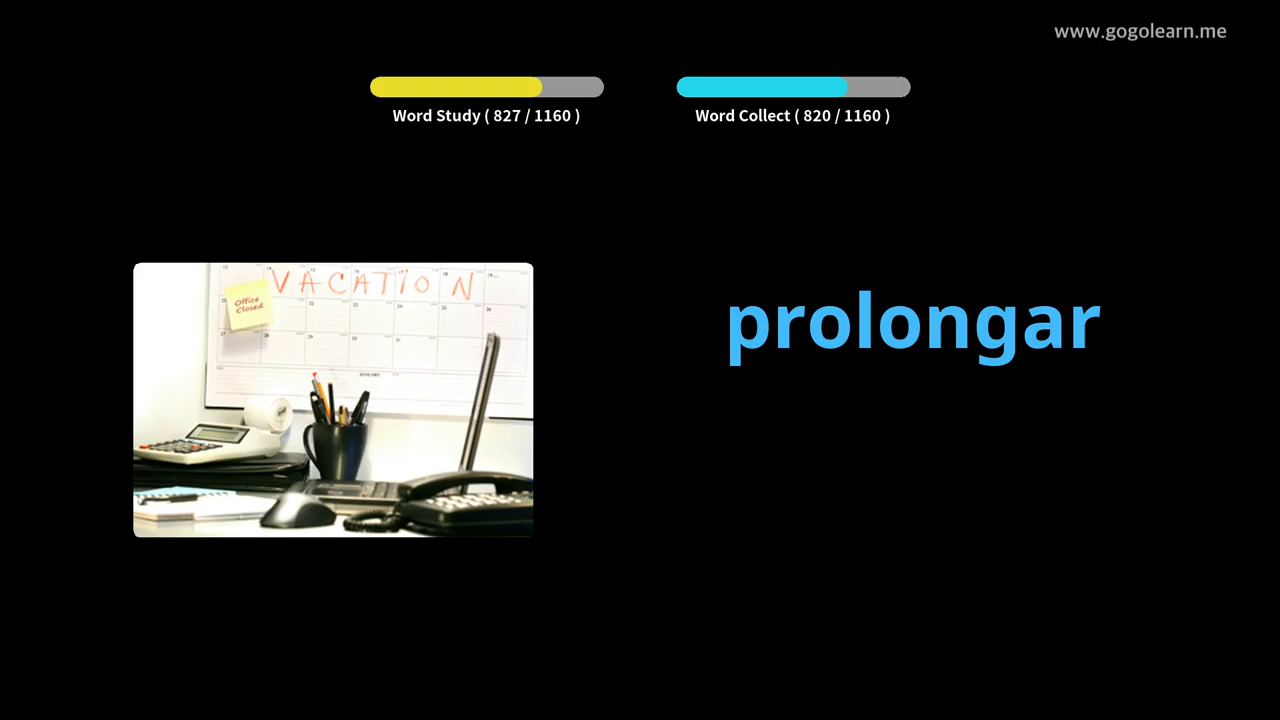 www.gogolearn.me
Word Study ( 827 / 1160 )
Word Collect ( 820 / 1160 )
VACATION
Office
Closed
prolongar